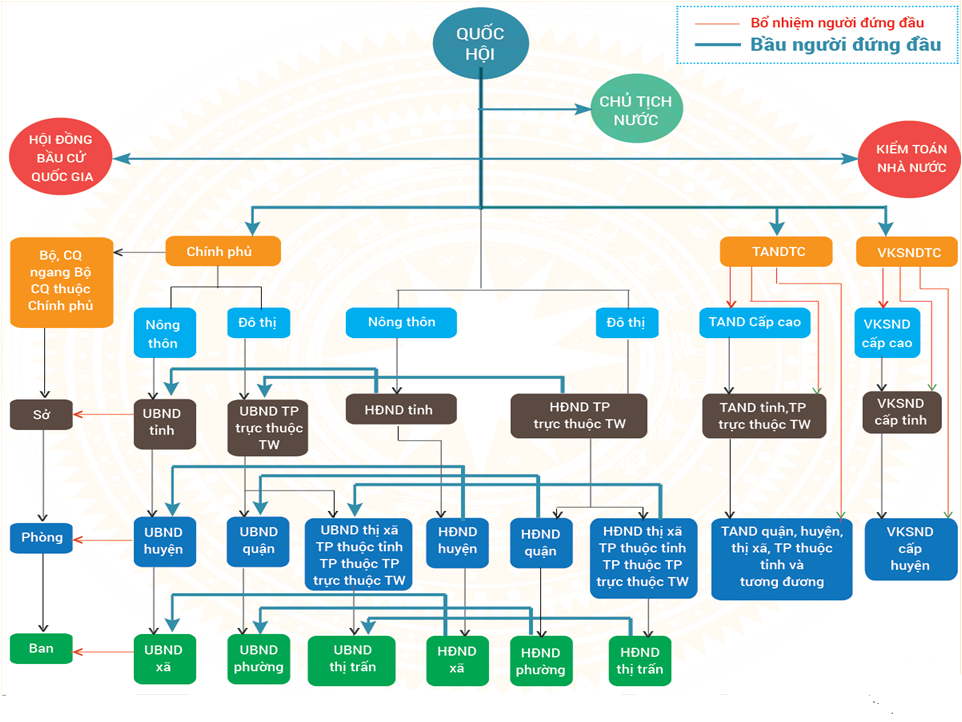 QUỐC
HỘI
Bổ nhiệm người đứng đầu
Bầu người đứng đầu
CHỦ TỊCH
NƯỚC
HỘI ĐỒNG
BẦU CỬ
QUỐC GIA
KIỂM TOÁN
NHÀ NƯỚC
Bộ, CQ
ngang Bộ
CQ thuộc
Chính phủ
Chính phủ
TANDTC
VKSNDTC
Nông
thôn
Đô thị
Nông thôn
Đô thị
TAND Cấp cao
VKSND
cấp cao
Sở
UBND
tỉnh
UBND TP
trực thuộc
TW
HĐND tỉnh
HĐND TP
trực thuộc TW
TAND tỉnh,TP
trực thuộc TW
VKSND
cấp tỉnh
Phòng
UBND
huyện
UBND
quận
UBND thị xã
TP thuộc tỉnh
TP thuộc TP
trực thuộc TW
HĐND
huyện
HĐND
quận
HĐND thị xã
TP thuộc tỉnh
TP thuộc TP
trực thuộc TW
TAND quận, huyện,
thị xã, TP thuộc
tỉnh và
tương đương
VKSND
cấp
huyện
Ban
UBND
xã
UBND
phường
UBND
thị trấn
HĐND
xã
HĐND
phường
HĐND
thị trấn